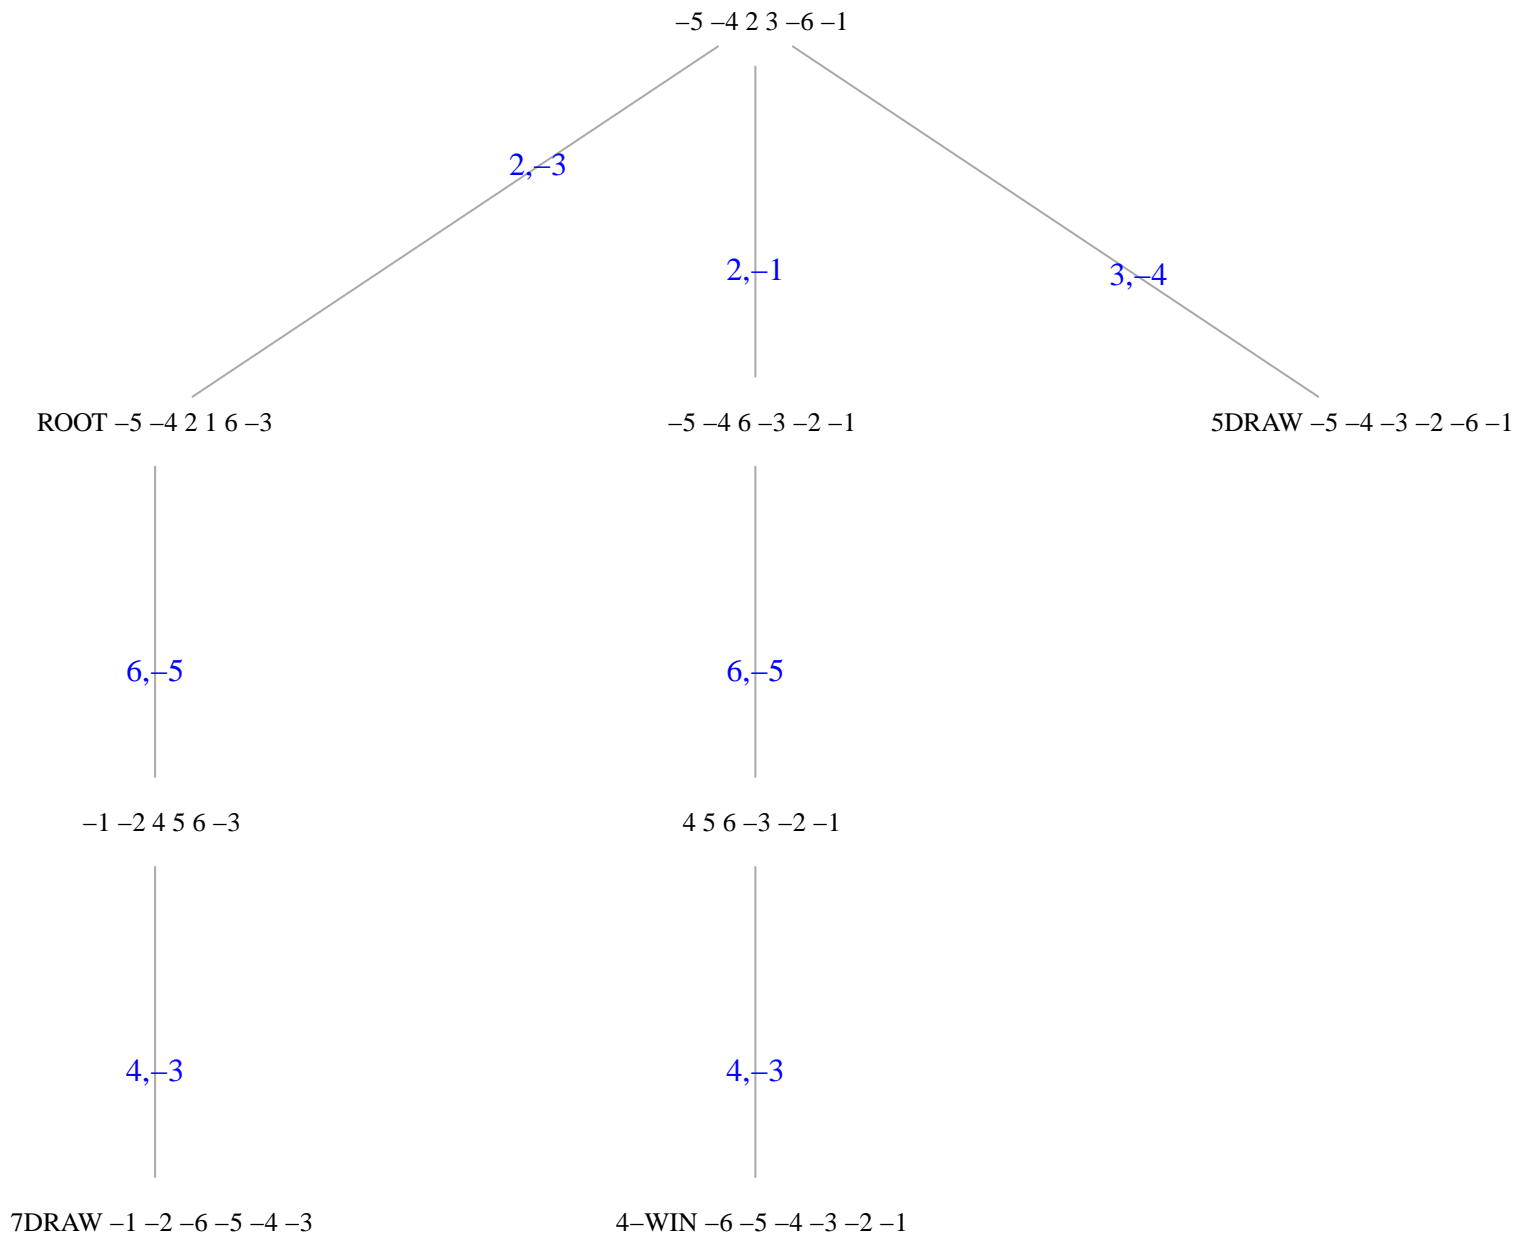 –5 –4 2 3 –6 –1
2,–3
2,–1
3,–4
ROOT –5 –4 2 1 6 –3
–5 –4 6 –3 –2 –1
5DRAW –5 –4 –3 –2 –6 –1
6,–5
6,–5
–1 –2 4 5 6 –3
4 5 6 –3 –2 –1
4,–3
4,–3
7DRAW –1 –2 –6 –5 –4 –3
4–WIN –6 –5 –4 –3 –2 –1